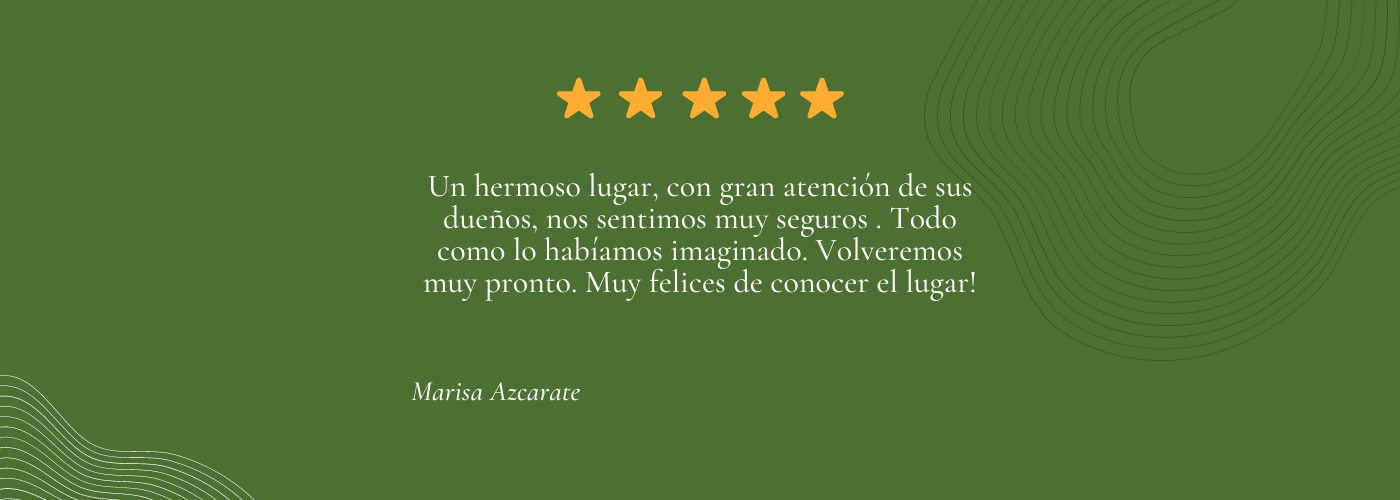 Un hermoso lugar, con gran atención de sus
dueños, nos sentimos muy seguros . Todo
como lo habíamos imaginado. Volveremos
muy pronto. Muy felices de conocer el lugar!
Marisa Azcarate